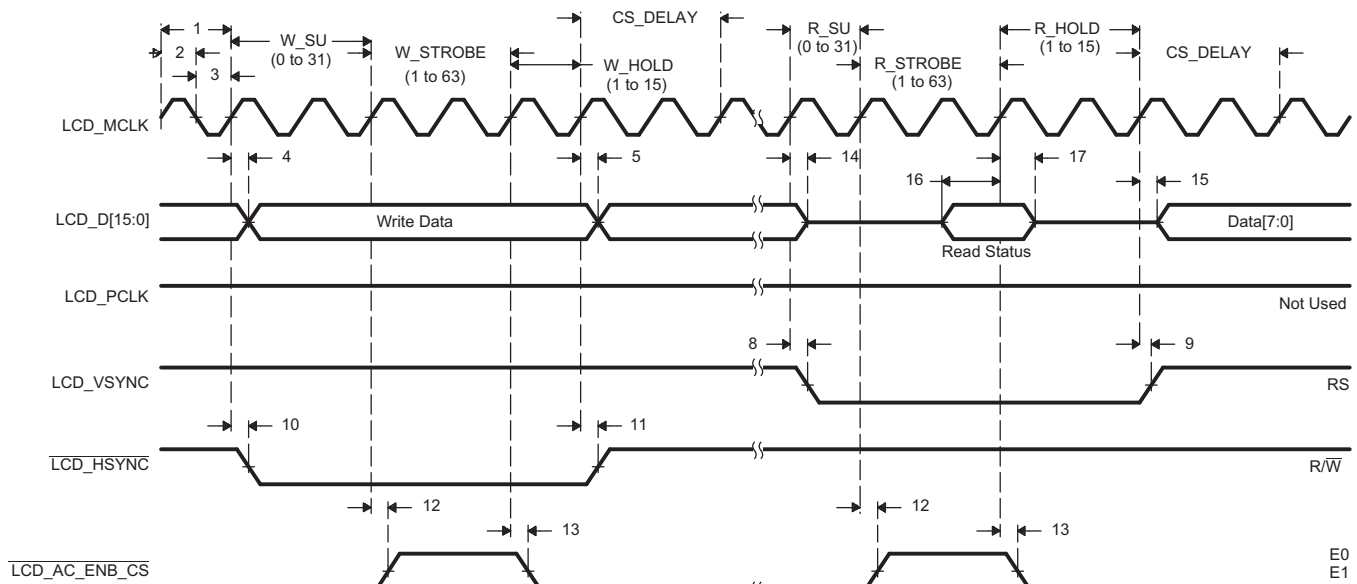 1
W_SU
(0 to 31)
CS_DELAY
R_SU
(0 to 31)
R_HOLD
(1 to 15)
2
W_STROBE
(1 to 63)
W_HOLD
(1 to 15)
R_STROBE
(1 to 63)
CS_DELAY
3
LCD_MCLK
4
5
14
17
16
15
LCD_D[15:0]
Write Data
Read Status
Data[7:0]
LCD_PCLK
Not Used
8
9
LCD_VSYNC
RS
10
11
LCD_HSYNC
R/W
12
13
12
13
LCD_AC_ENB_CS
E0
E1